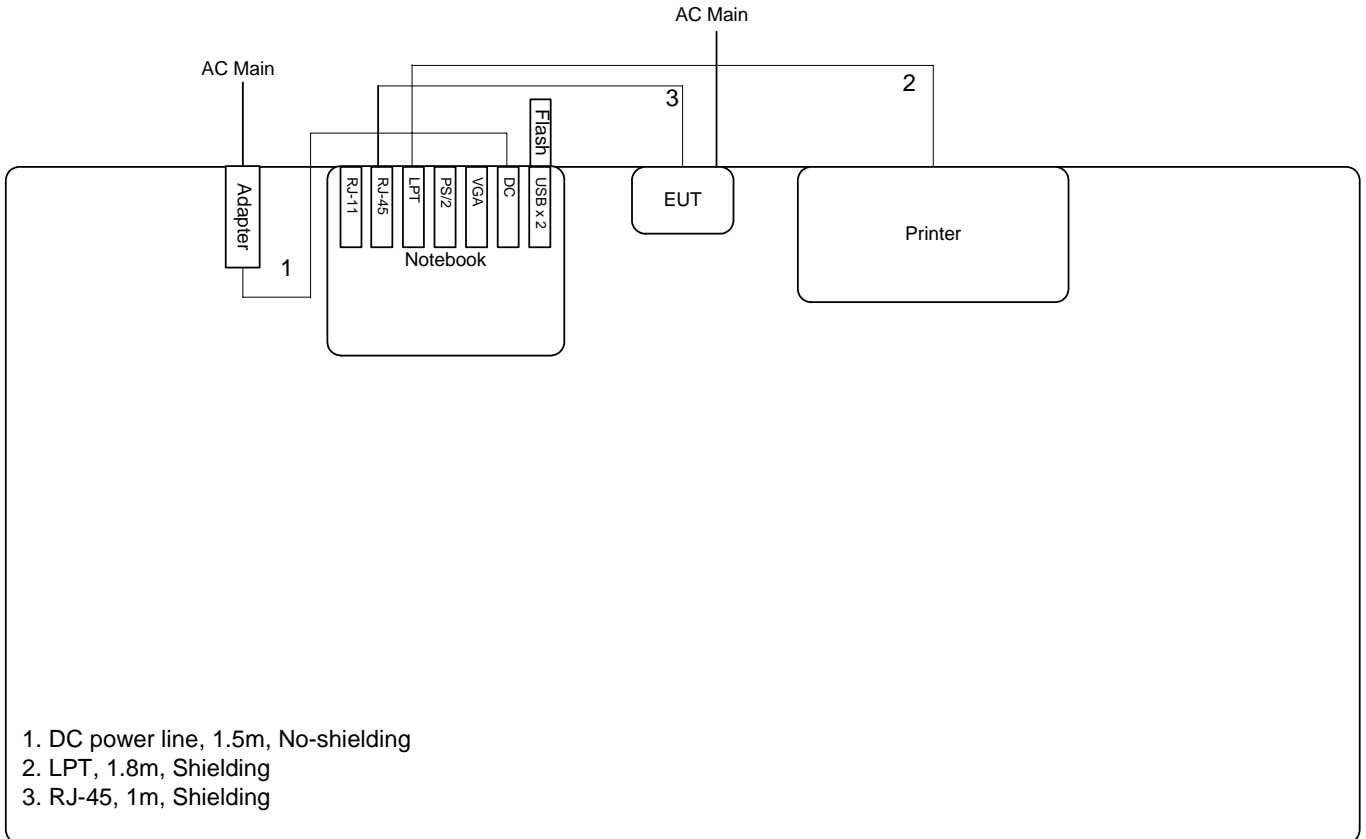 AC Main
AC Main
3
2
Flash
Adapter
1
RJ-11
RJ-45
LPT
PS/2
VGA
DC
USB x 2
Notebook
EUT
Printer
1. DC power line, 1.5m, No-shielding
2. LPT, 1.8m, Shielding
3. RJ-45, 1m, Shielding